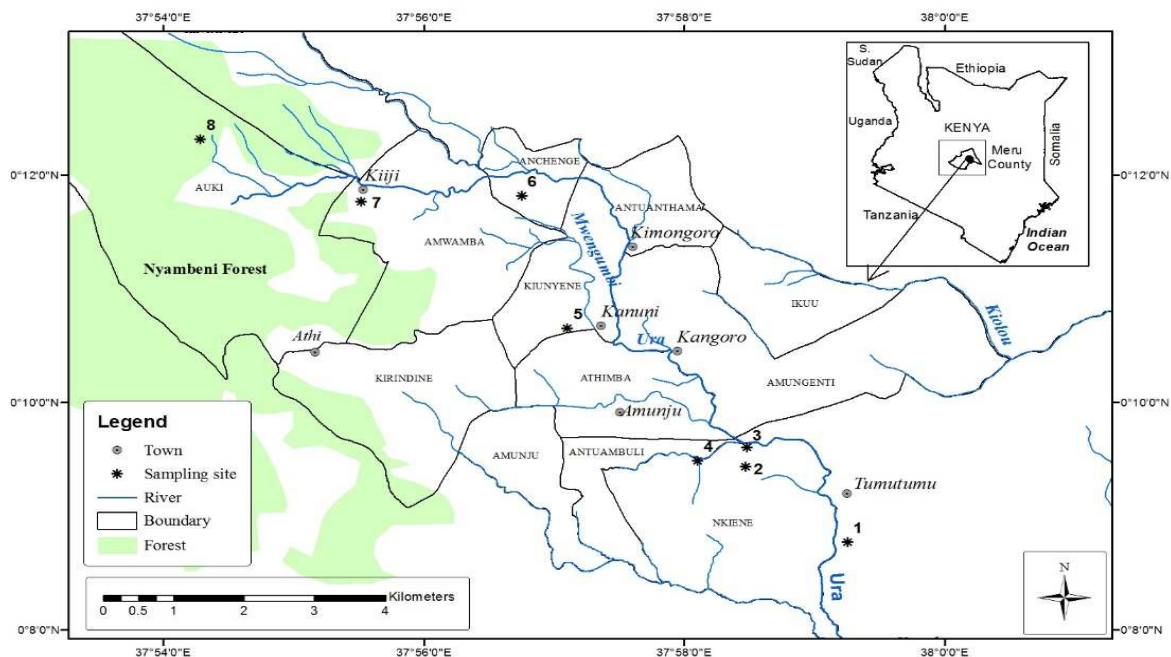 37°54'0"E
37°56'0"E
37°58'0"E
38°0'0"E
S.
Sudan
Ethiopia
Uganda
KENYA
Meru
County
Somalia
Tanzania
Indian
Ocean
0°12'0"N
0°12'0"N
8
AUKI
Kiiji
7
ANCHENGE
6
ANTUANTHAMA
AMWAMBA
Mwengumbi
Kimongoro
Nyambeni Forest
KIUNYENE
IKUU
Kiolou
5
Kanuni
Athi
Ura
Kangoro
KIRINDINE
ATHIMBA
AMUNGENTI
0°10'0"N
0°10'0"N
Amunju
Legend
Town
Sampling site
River
Boundary
Forest
AMUNJU
ANTUAMBULI
4
3
2
Tumutumu
NKIENE
1
Ura
N
Kilometers
0 0.5 1 2 3 4
0°8'0"N
0°8'0"N
37°54'0"E
37°56'0"E
37°58'0"E
38°0'0"E